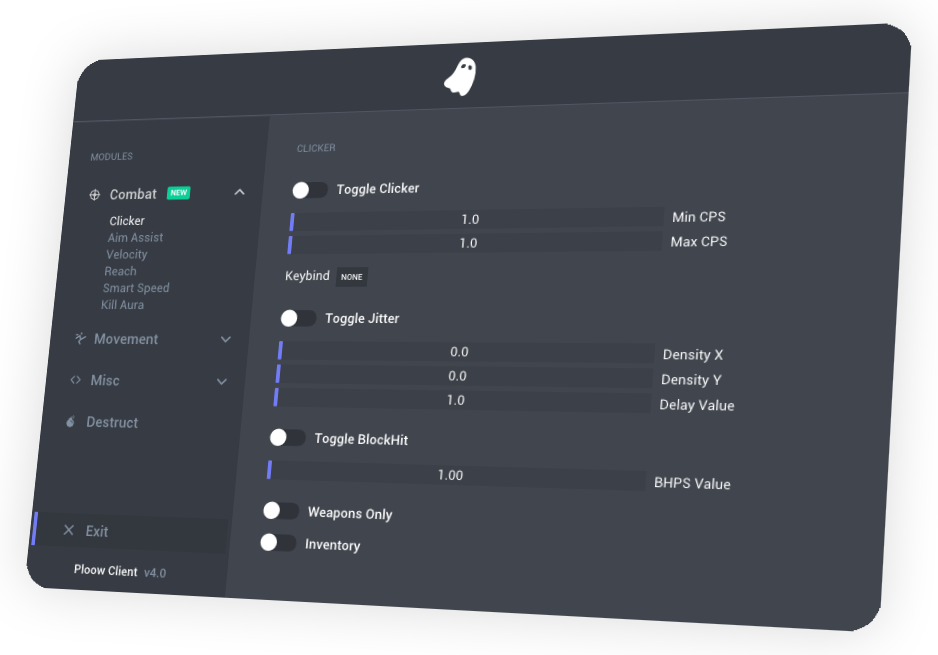 MODULES
Combat NEW
Clicker
Aim Assist
Velocity
Reach
Smart Speed
Kill Aura
Movement
Misc
Destruct
Exit
Ploow Client v4.0
CLICKER
Toggle Clicker
1.0 Min CPS
1.0 Max CPS
Keybind NONE
Toggle Jitter
0.0 Density X
0.0 Density Y
1.0 Delay Value
Toggle BlockHit
1.00 BHPS Value
Weapons Only
Inventory